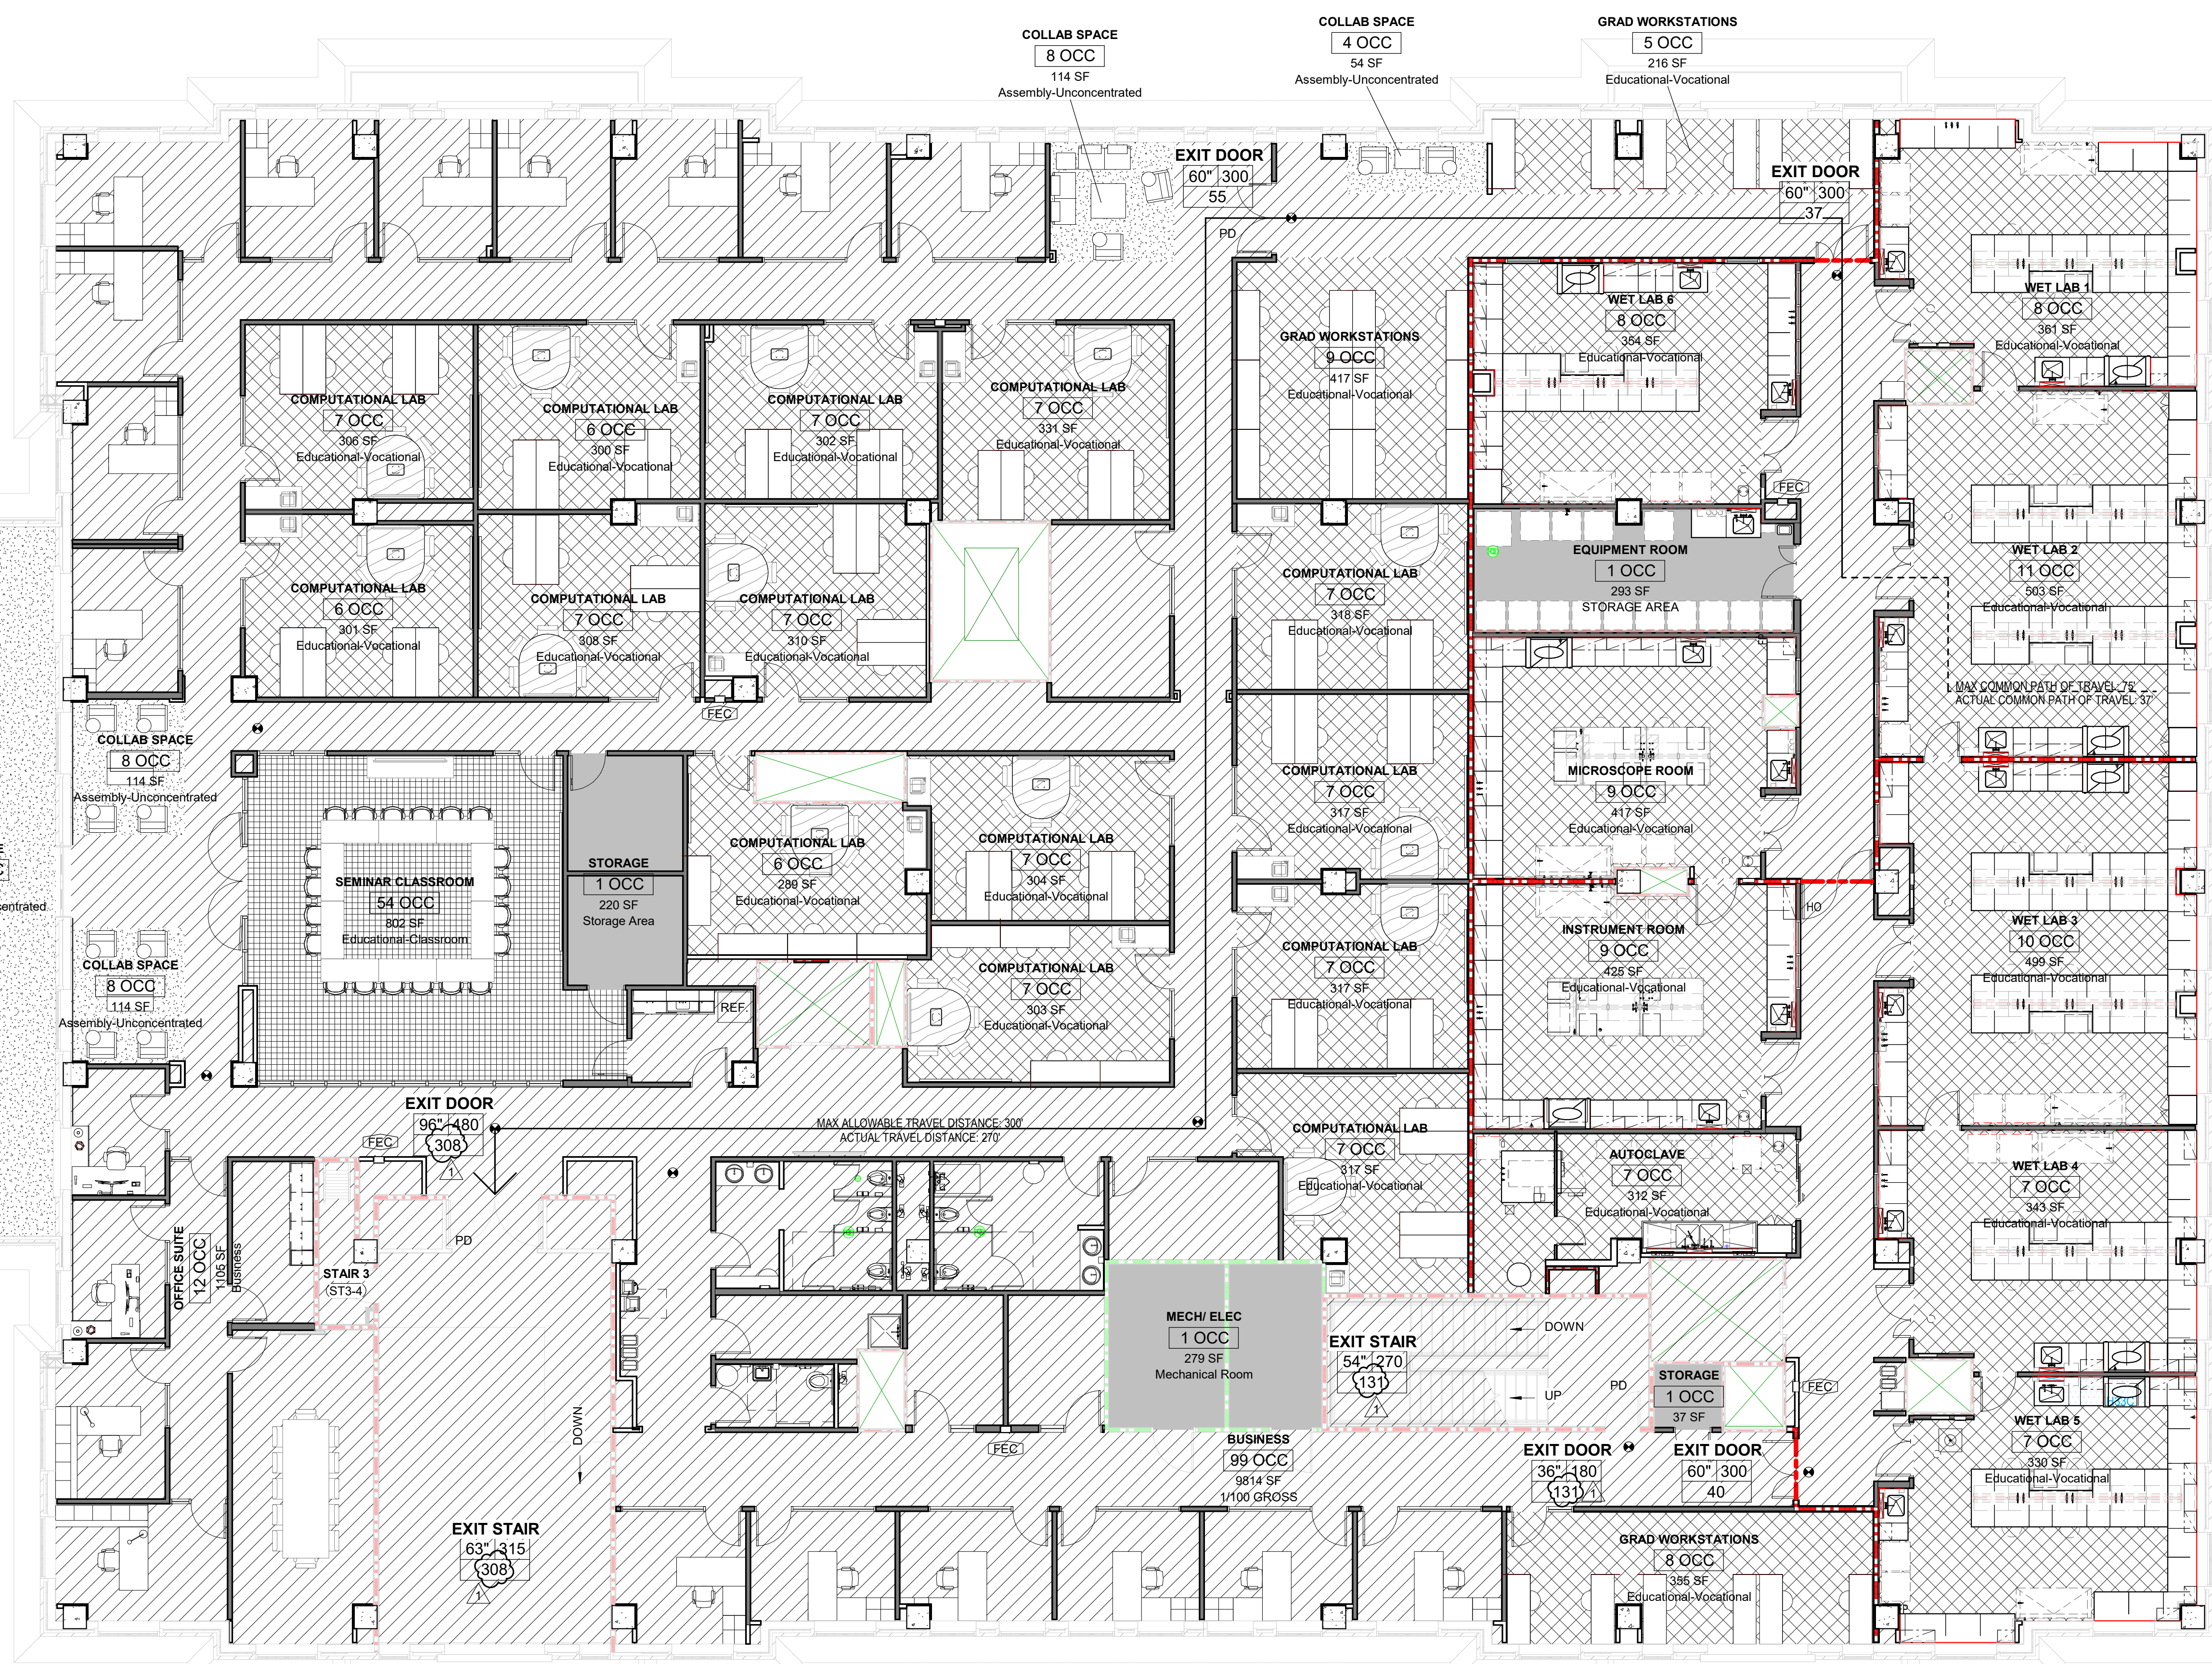 COLLAB SPACE
8 OCC
114 SF
Assembly-Unconcentrated
COLLAB SPACE
4 OCC
54 SF
Assembly-Unconcentrated
GRAD WORKSTATIONS
5 OCC
216 SF
Educational-Vocational
EXIT DOOR
60" 300
55
PD
EXIT DOOR
60" 300
37
WET LAB 1
8 OCC
361 SF
Educational-Vocational
WET LAB 6
8 OCC
354 SF
Educational-Vocational
GRAD WORKSTATIONS
9 OCC
417 SF
Educational-Vocational
COMPUTATIONAL LAB
7 OCC
306 SF
Educational-Vocational
COMPUTATIONAL LAB
6 OCC
300 SF
Educational-Vocational
COMPUTATIONAL LAB
7 OCC
302 SF
Educational-Vocational
COMPUTATIONAL LAB
7 OCC
331 SF
Educational-Vocational
FEC
COMPUTATIONAL LAB
6 OCC
301 SF
Educational-Vocational
COMPUTATIONAL LAB
7 OCC
308 SF
Educational-Vocational
COMPUTATIONAL LAB
7 OCC
310 SF
Educational-Vocational
COMPUTATIONAL LAB
7 OCC
318 SF
Educational-Vocational
EQUIPMENT ROOM
1 OCC
293 SF
STORAGE AREA
WET LAB 2
11 OCC
503 SF
Educational-Vocational
MAX COMMON PATH OF TRAVEL: 75'
ACTUAL COMMON PATH OF TRAVEL: 37'
FEC
COLLAB SPACE
8 OCC
114 SF
Assembly-Unconcentrated
COMPUTATIONAL LAB
7 OCC
317 SF
Educational-Vocational
MICROSCOPE ROOM
9 OCC
417 SF
Educational-Vocational
SEMINAR CLASSROOM
54 OCC
802 SF
Educational-Classroom
STORAGE
1 OCC
220 SF
Storage Area
COMPUTATIONAL LAB
6 OCC
289 SF
Educational-Vocational
COMPUTATIONAL LAB
7 OCC
304 SF
Educational-Vocational
centrated
HO
COLLAB SPACE
8 OCC
114 SF
Assembly-Unconcentrated
REF.
COMPUTATIONAL LAB
7 OCC
303 SF
Educational-Vocational
COMPUTATIONAL LAB
7 OCC
317 SF
Educational-Vocational
INSTRUMENT ROOM
9 OCC
425 SF
Educational-Vocational
WET LAB 3
10 OCC
499 SF
Educational-Vocational
EXIT DOOR
96" 480
308
1
FEC
MAX ALLOWABLE TRAVEL DISTANCE: 300'
ACTUAL TRAVEL DISTANCE: 270'
COMPUTATIONAL LAB
7 OCC
317 SF
Educational-Vocational
AUTOCLAVE
7 OCC
312 SF
Educational-Vocational
WET LAB 4
7 OCC
343 SF
Educational-Vocational
OFFICE SUITE
12 OCC
1105 SF
Business
STAIR 3
(ST3-4)
PD
DOWN
MECH/ ELEC
1 OCC
279 SF
Mechanical Room
EXIT STAIR
54" 270
131
1
DOWN
UP
PD
STORAGE
1 OCC
37 SF
FEC
WET LAB 5
7 OCC
330 SF
Educational-Vocational
FEC
BUSINESS
99 OCC
9814 SF
1/100 GROSS
EXIT DOOR
36" 180
131
1
EXIT DOOR
60" 300
40
EXIT STAIR
63" 315
308
1
GRAD WORKSTATIONS
8 OCC
355 SF
Educational-Vocational